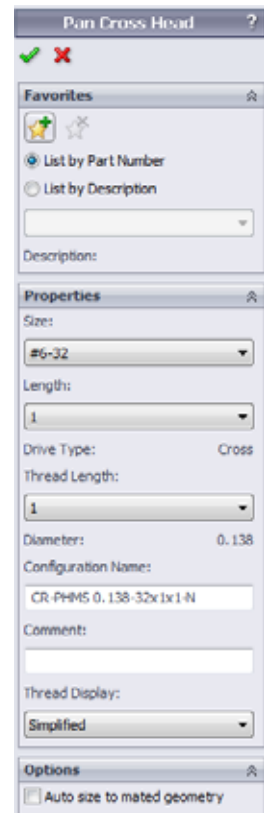 Pan Cross Head ?
Favorites
List by Part Number
List by Description
Description:
Properties
Size:
#6-32
Length:
1
Drive Type: Cross
Thread Length:
1
Diameter: 0.138
Configuration Name:
CR-PHMS 0.138-32x1x1-N
Comment:
Thread Display:
Simplified
Options
Auto size to mated geometry